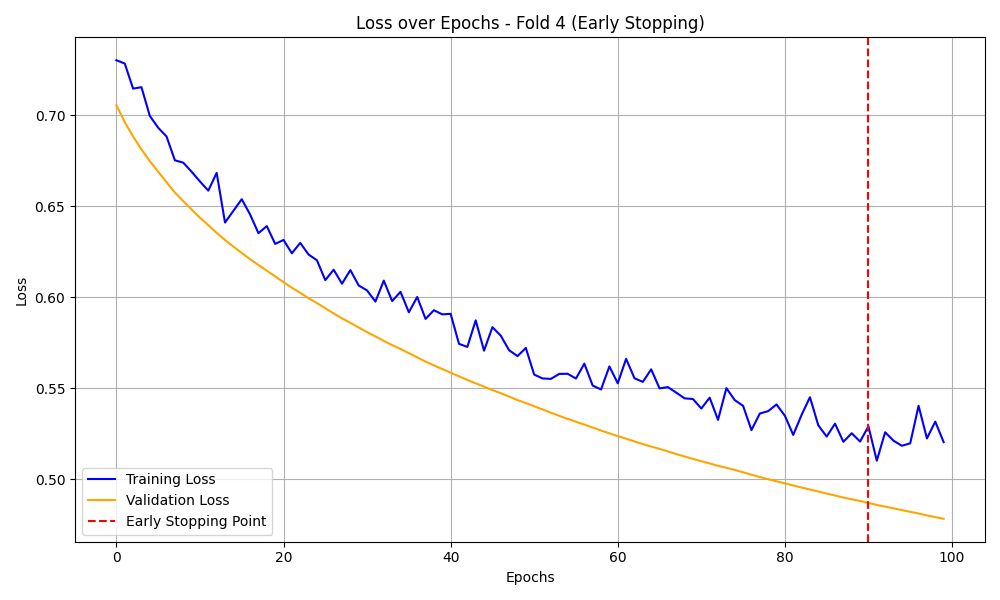 Loss over Epochs - Fold 4 (Early Stopping)
Loss
0.70
0.65
0.60
0.55
0.50
Training Loss
Validation Loss
Early Stopping Point
0 20 40 60 80 100
Epochs